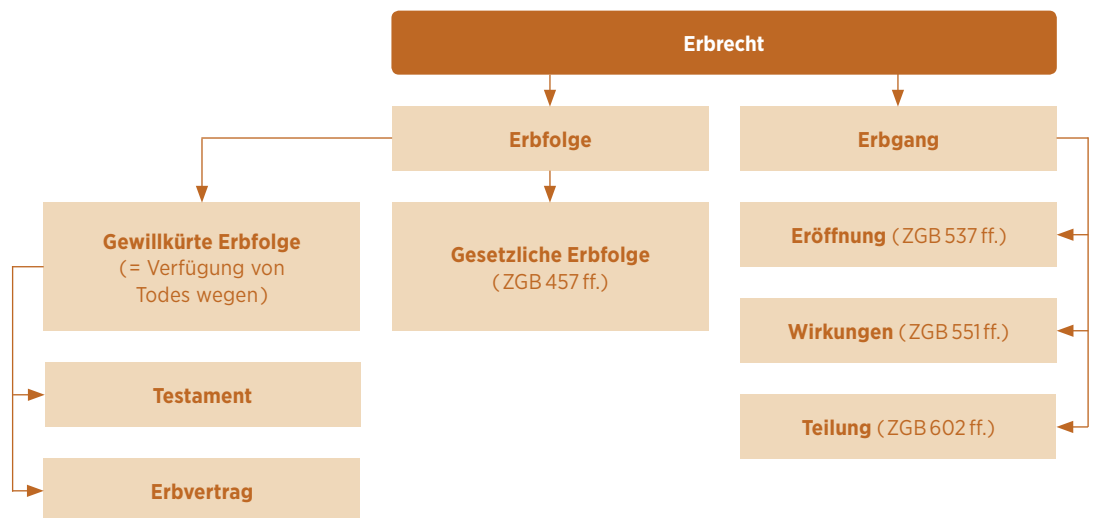 Erbrecht
Erbfolge
Erbgang
Gewillkürte Erbfolge
(= Verfügung von
Todes wegen)
Gesetzliche Erbfolge
(ZGB 457 ff.)
Eröffnung (ZGB 537 ff.)
Wirkungen (ZGB 551 ff.)
Testament
Teilung (ZGB 602 ff.)
Erbvertrag